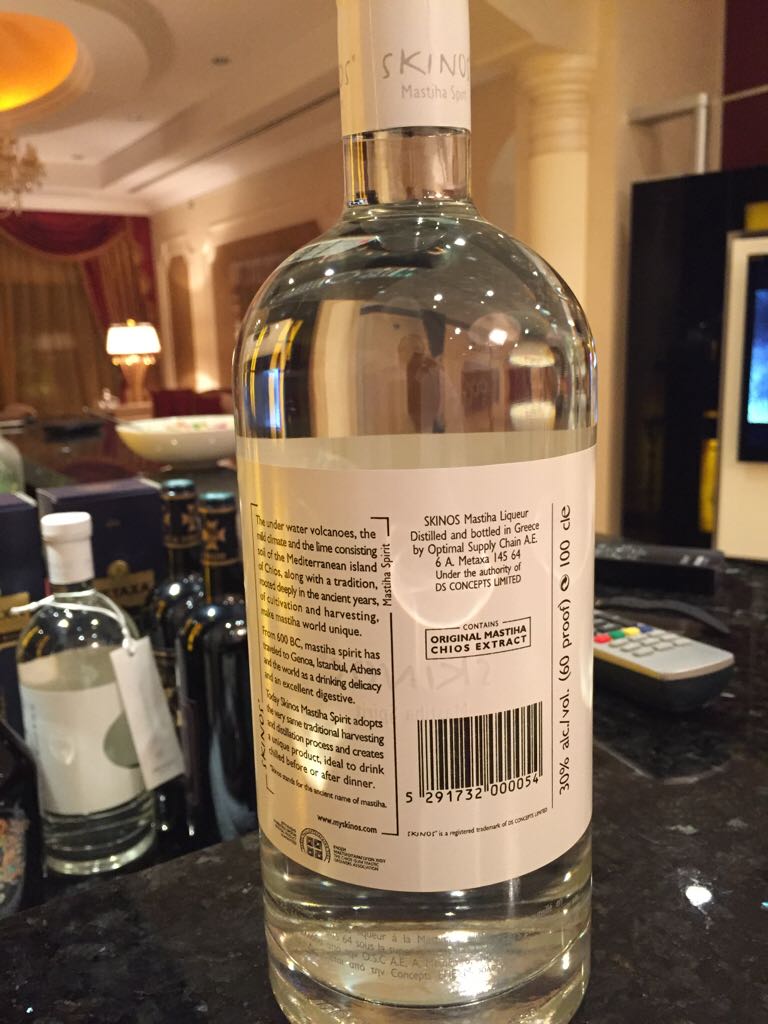 SKINOS
Mastiha Spirit
The under water volcanoes, the
mild climate and the lime consisting
soil of the Mediterranean island
of Chios, along with a tradition,
rooted deeply in the ancient years,
of cultivation and harvesting,
make mastiha world unique.
From 600 BC, mastiha spirit has
traveled to Genoa, Istanbul, Athens
and the world as a drinking delicacy
and an excellent digestive.
Today Skinos Mastiha Spirit adopts
the very same traditional harvesting
and distillation process and creates
a unique product, ideal to drink
chilled before or after dinner.
stands for the ancient name of mastiha.
Mastiha Spirit
SKINOS
www.myskinos.com
SKINOS Mastiha Liqueur
Distilled and bottled in Greece
by Optimal Supply Chain A.E.
6 A. Metaxa 145 64
Under the authority of
DS CONCEPTS LIMITED
CONTAINS
ORIGINAL MASTIHA
CHIOS EXTRACT
5 291732 000054
SKINOS is a registered trademark of DS CONCEPTS LIMITED
30% alc./vol. (60 proof) e 100 cle
METAXA